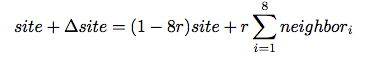 site + Δsite = (1 − 8r)site + r ∑_{i=1}^{8} neighbor_i